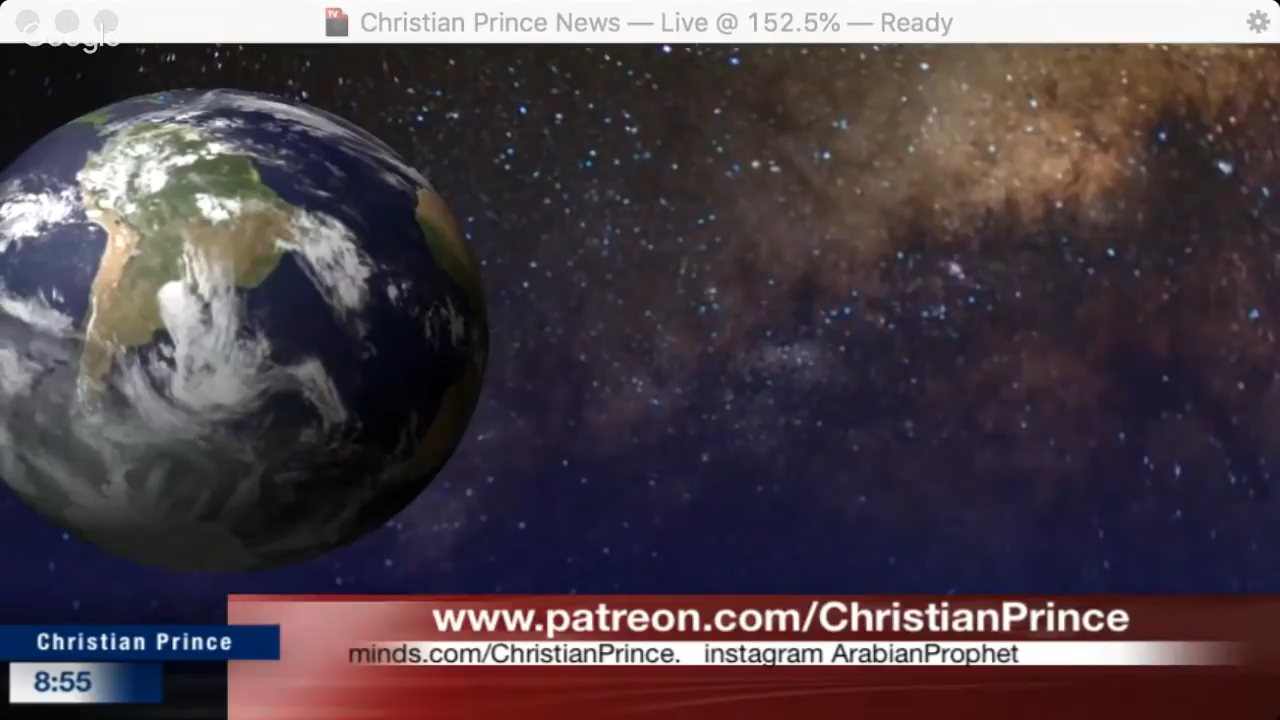 Christian Prince News — Live @ 152.5% — Ready
Google
www.patreon.com/ChristianPrince
Christian Prince
minds.com/ChristianPrince. instagram ArabianProphet
8:55